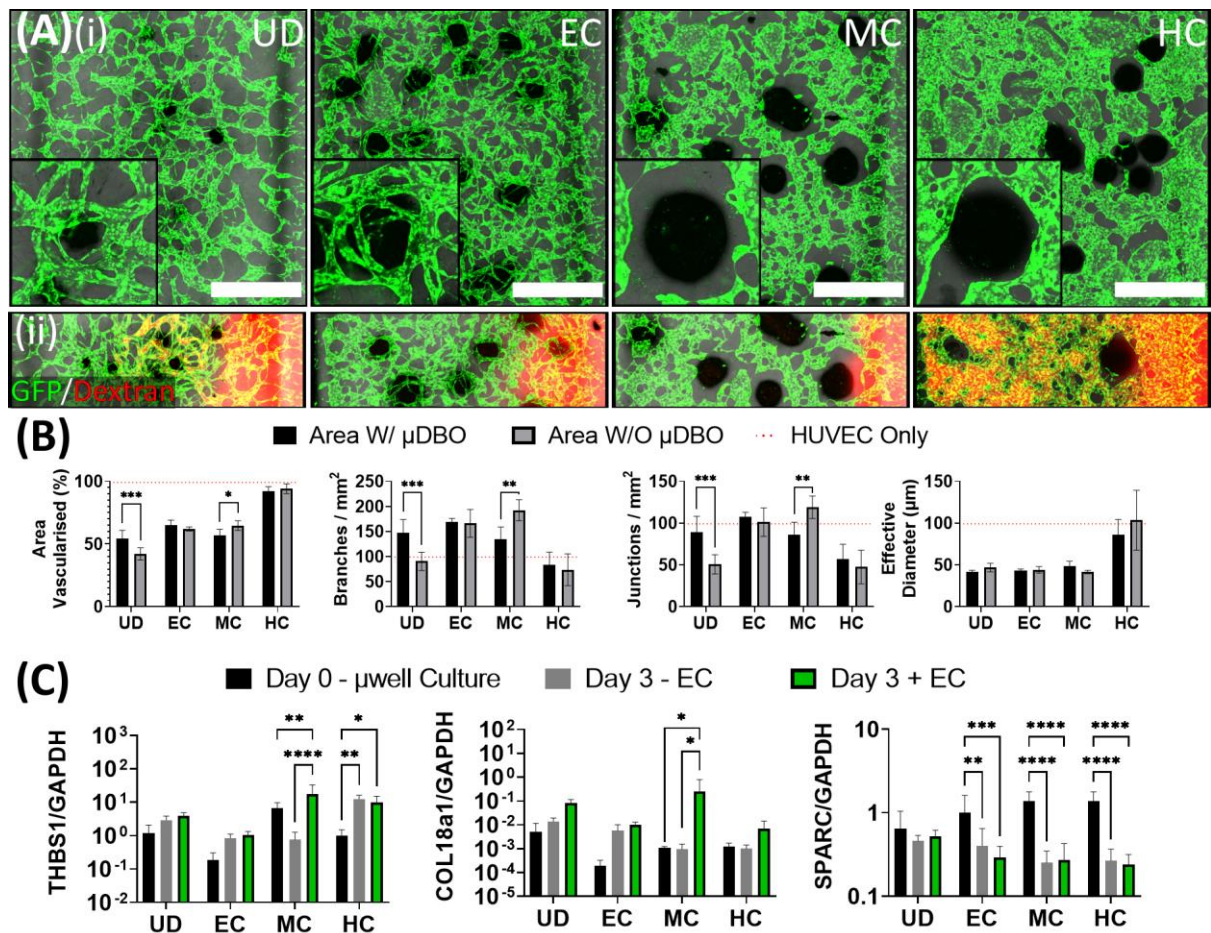 (A)(i) UD EC MC HC
(ii)
GFP/Dextran
(B)
Area W/ µDBO Area W/O µDBO HUVEC Only
Area
Vascularised (%)
100
50
0
*** *
UD EC MC HC
Branches / mm²
250
200
150
100
50
0
*** **
UD EC MC HC
Junctions / mm²
150
100
50
0
*** **
UD EC MC HC
Effective
Diameter (µm)
150
100
50
0
UD EC MC HC
(C)
Day 0 - µwell Culture Day 3 - EC Day 3 + EC
THBS1/GAPDH
10³
10²
10¹
10⁰
10⁻¹
10⁻²
** *
**** **
UD EC MC HC
COL18a1/GAPDH
10²
10¹
10⁰
10⁻¹
10⁻²
10⁻³
10⁻⁴
10⁻⁵
*
*
UD EC MC HC
SPARC/GAPDH
1
0.1
*** **** ****
** **** ****
UD EC MC HC